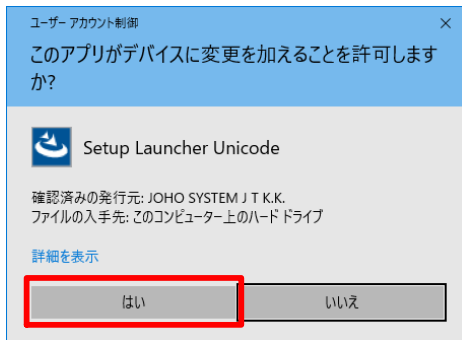 ユーザー アカウント制御
このアプリがデバイスに変更を加えることを許可します
か?
Setup Launcher Unicode
確認済みの発行元: JOHO SYSTEM J T K.K.
ファイルの入手先: このコンピューター上のハード ドライブ
詳細を表示
はい
いいえ